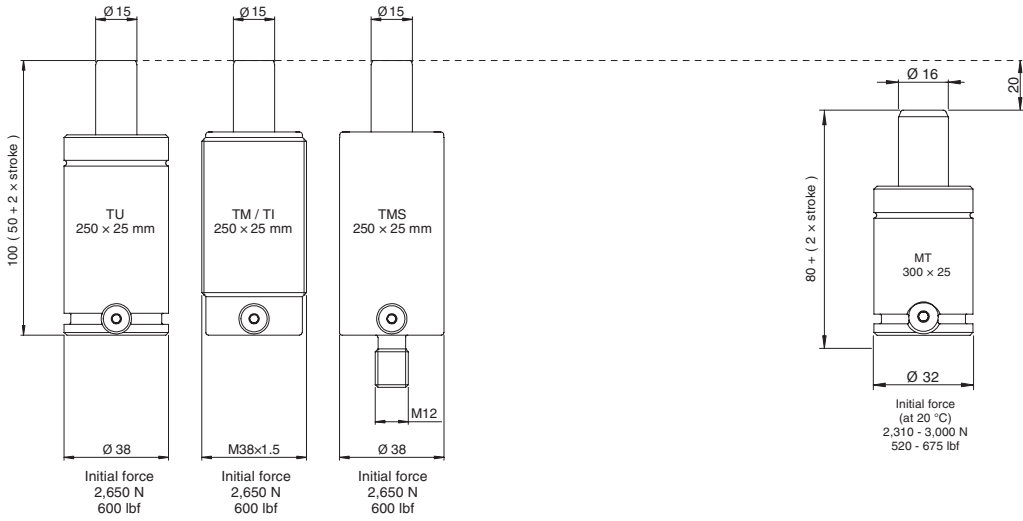 Ø 15
Ø 15
Ø 15
Ø 16
20
100 ( 50 + 2 × stroke )
80 + ( 2 × stroke )
TU
250 × 25 mm
TM / TI
250 × 25 mm
TMS
250 × 25 mm
MT
300 × 25
M12
Ø 38
M38×1.5
Ø 38
Ø 32
Initial force
2,650 N
600 lbf
Initial force
2,650 N
600 lbf
Initial force
2,650 N
600 lbf
Initial force
(at 20 °C)
2,310 - 3,000 N
520 - 675 lbf